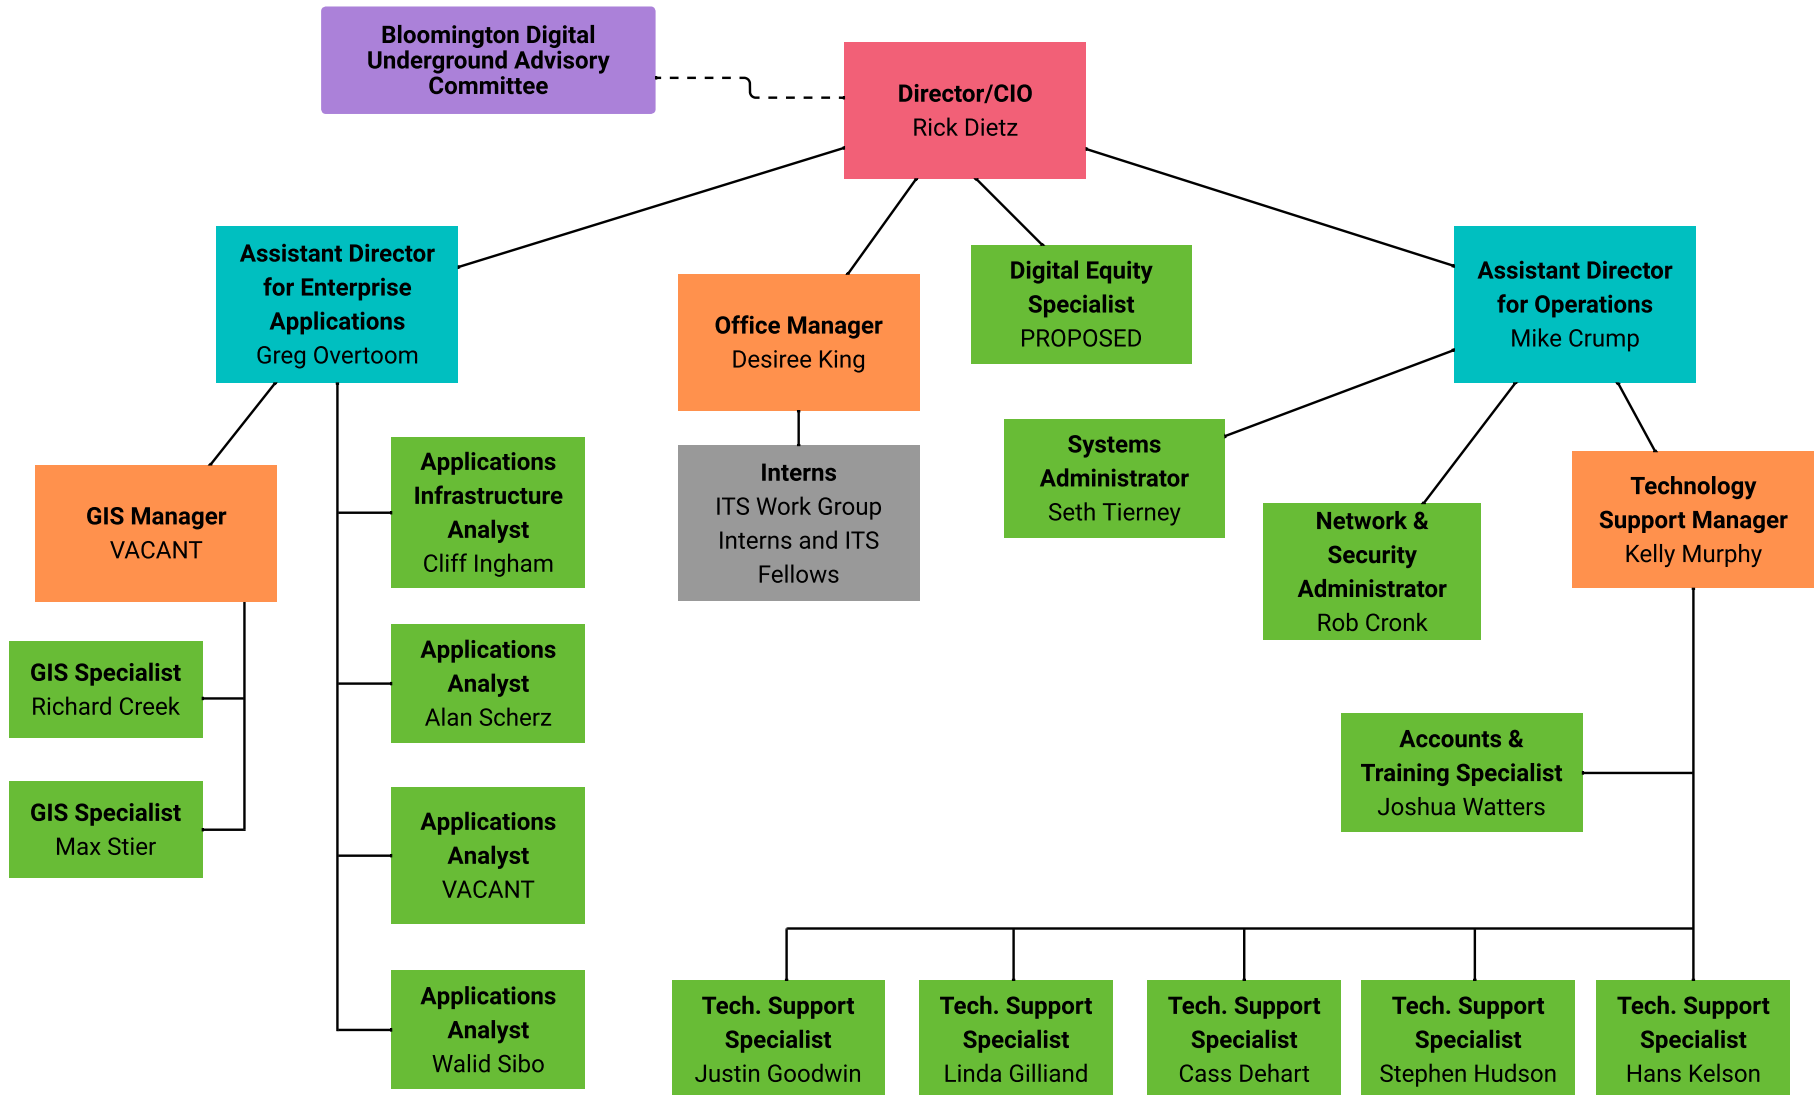 Bloomington Digital
Underground Advisory
Committee
Director/CIO
Rick Dietz
Assistant Director
for Enterprise
Applications
Greg Overtoom
Office Manager
Desiree King
Digital Equity
Specialist
PROPOSED
Assistant Director
for Operations
Mike Crump
GIS Manager
VACANT
Applications
Infrastructure
Analyst
Cliff Ingham
Interns
ITS Work Group
Interns and ITS
Fellows
Systems
Administrator
Seth Tierney
Network &
Security
Administrator
Rob Cronk
Technology
Support Manager
Kelly Murphy
GIS Specialist
Richard Creek
Applications
Analyst
Alan Scherz
GIS Specialist
Max Stier
Applications
Analyst
VACANT
Accounts &
Training Specialist
Joshua Watters
Applications
Analyst
Walid Sibo
Tech. Support
Specialist
Justin Goodwin
Tech. Support
Specialist
Linda Gilliand
Tech. Support
Specialist
Cass Dehart
Tech. Support
Specialist
Stephen Hudson
Tech. Support
Specialist
Hans Kelson